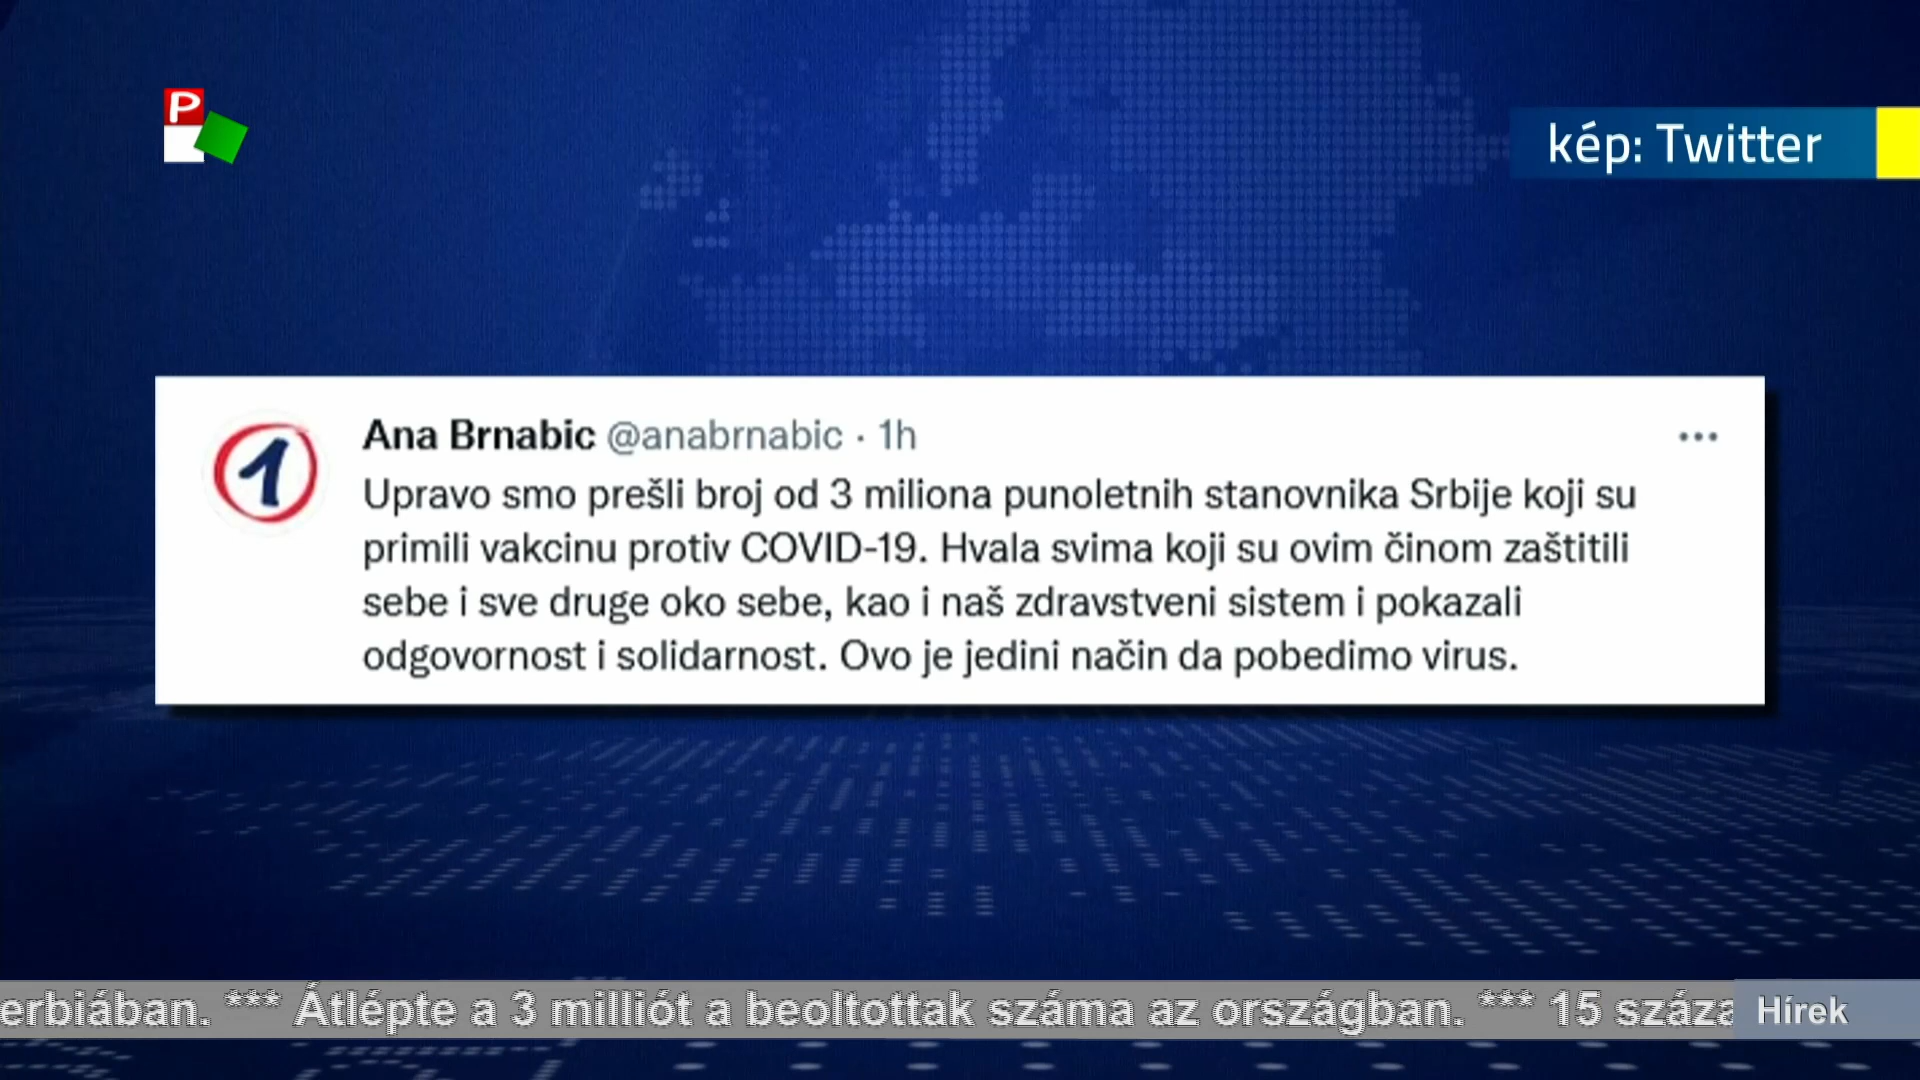 P
kép: Twitter
1
Ana Brnabic @anabrnabic · 1h
Upravo smo prešli broj od 3 miliona punoletnih stanovnika Srbije koji su
primili vakcinu protiv COVID-19. Hvala svima koji su ovim činom zaštitili
sebe i sve druge oko sebe, kao i naš zdravstveni sistem i pokazali
odgovornost i solidarnost. Ovo je jedini način da pobedimo virus.
erbiában. *** Átlépte a 3 milliót a beoltottak száma az országban. *** 15 száza
Hírek